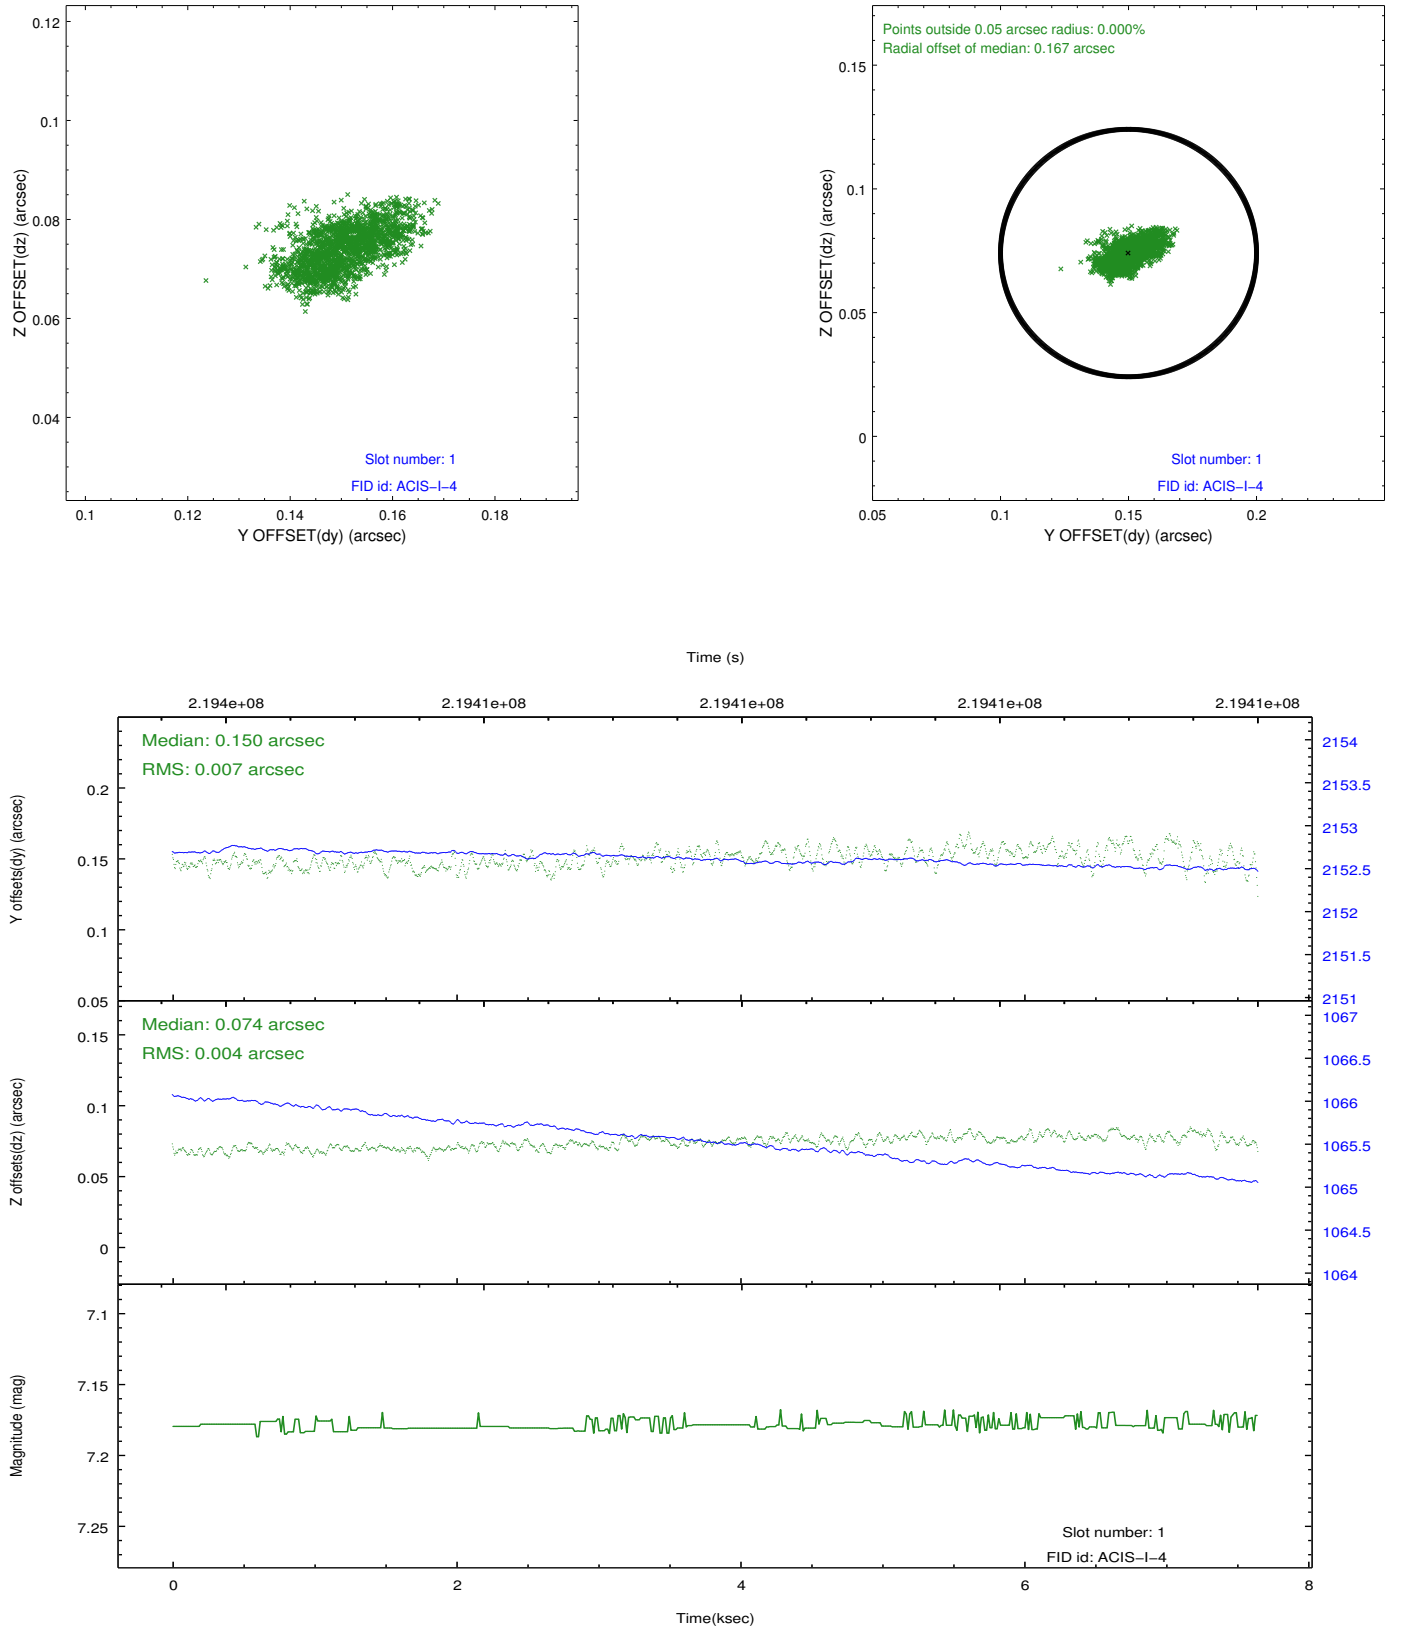 0.12
0.1
0.08
0.06
0.04
Z OFFSET(dz) (arcsec)
Slot number: 1
FID id: ACIS-I-4
0.1 0.12 0.14 0.16 0.18
Y OFFSET(dy) (arcsec)
Points outside 0.05 arcsec radius: 0.000%
Radial offset of median: 0.167 arcsec
0.15
0.1
0.05
0
Z OFFSET(dz) (arcsec)
Slot number: 1
FID id: ACIS-I-4
0.05 0.1 0.15 0.2
Y OFFSET(dy) (arcsec)
Time (s)
2.194e+08 2.1941e+08 2.1941e+08 2.1941e+08 2.1941e+08
Median: 0.150 arcsec
RMS: 0.007 arcsec
Y offsets(dy) (arcsec)
0.2
0.15
0.1
0.05
2154
2153.5
2153
2152.5
2152
2151.5
2151
Median: 0.074 arcsec
RMS: 0.004 arcsec
Z offsets(dz) (arcsec)
0.15
0.1
0.05
0
1067
1066.5
1066
1065.5
1065
1064.5
1064
Magnitude (mag)
7.1
7.15
7.2
7.25
Slot number: 1
FID id: ACIS-I-4
0 2 4 6 8
Time(ksec)